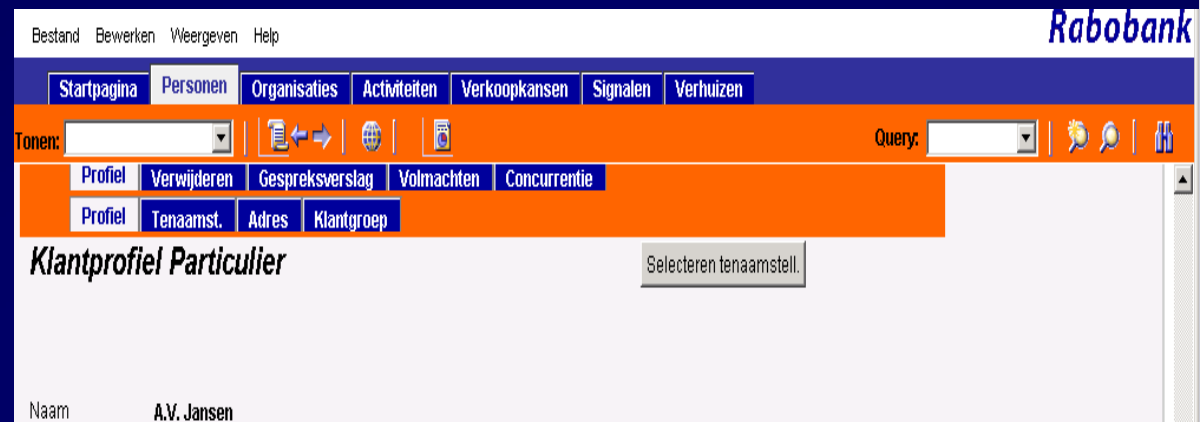 Rabobank
Bestand Bewerken Weergeven Help
Startpagina Personen Organisaties Activiteiten Verkoopkansen Signalen Verhuizen
Tonen: Query:
Profiel Verwijderen Gespreksverslag Volmachten Concurrentie
Profiel Tenaamst. Adres Klantgroep
Klantprofiel Particulier Selecteren tenaamstell.
Naam A.V. Jansen